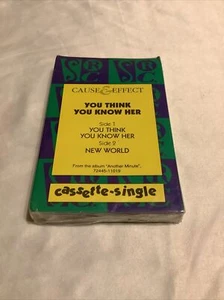 CAUSE & EFFECT
YOU THINK
YOU KNOW HER
Side 1
YOU THINK
YOU KNOW HER
Side 2
NEW WORLD
From the album "Another Minute",
72445-11019
cassette-single